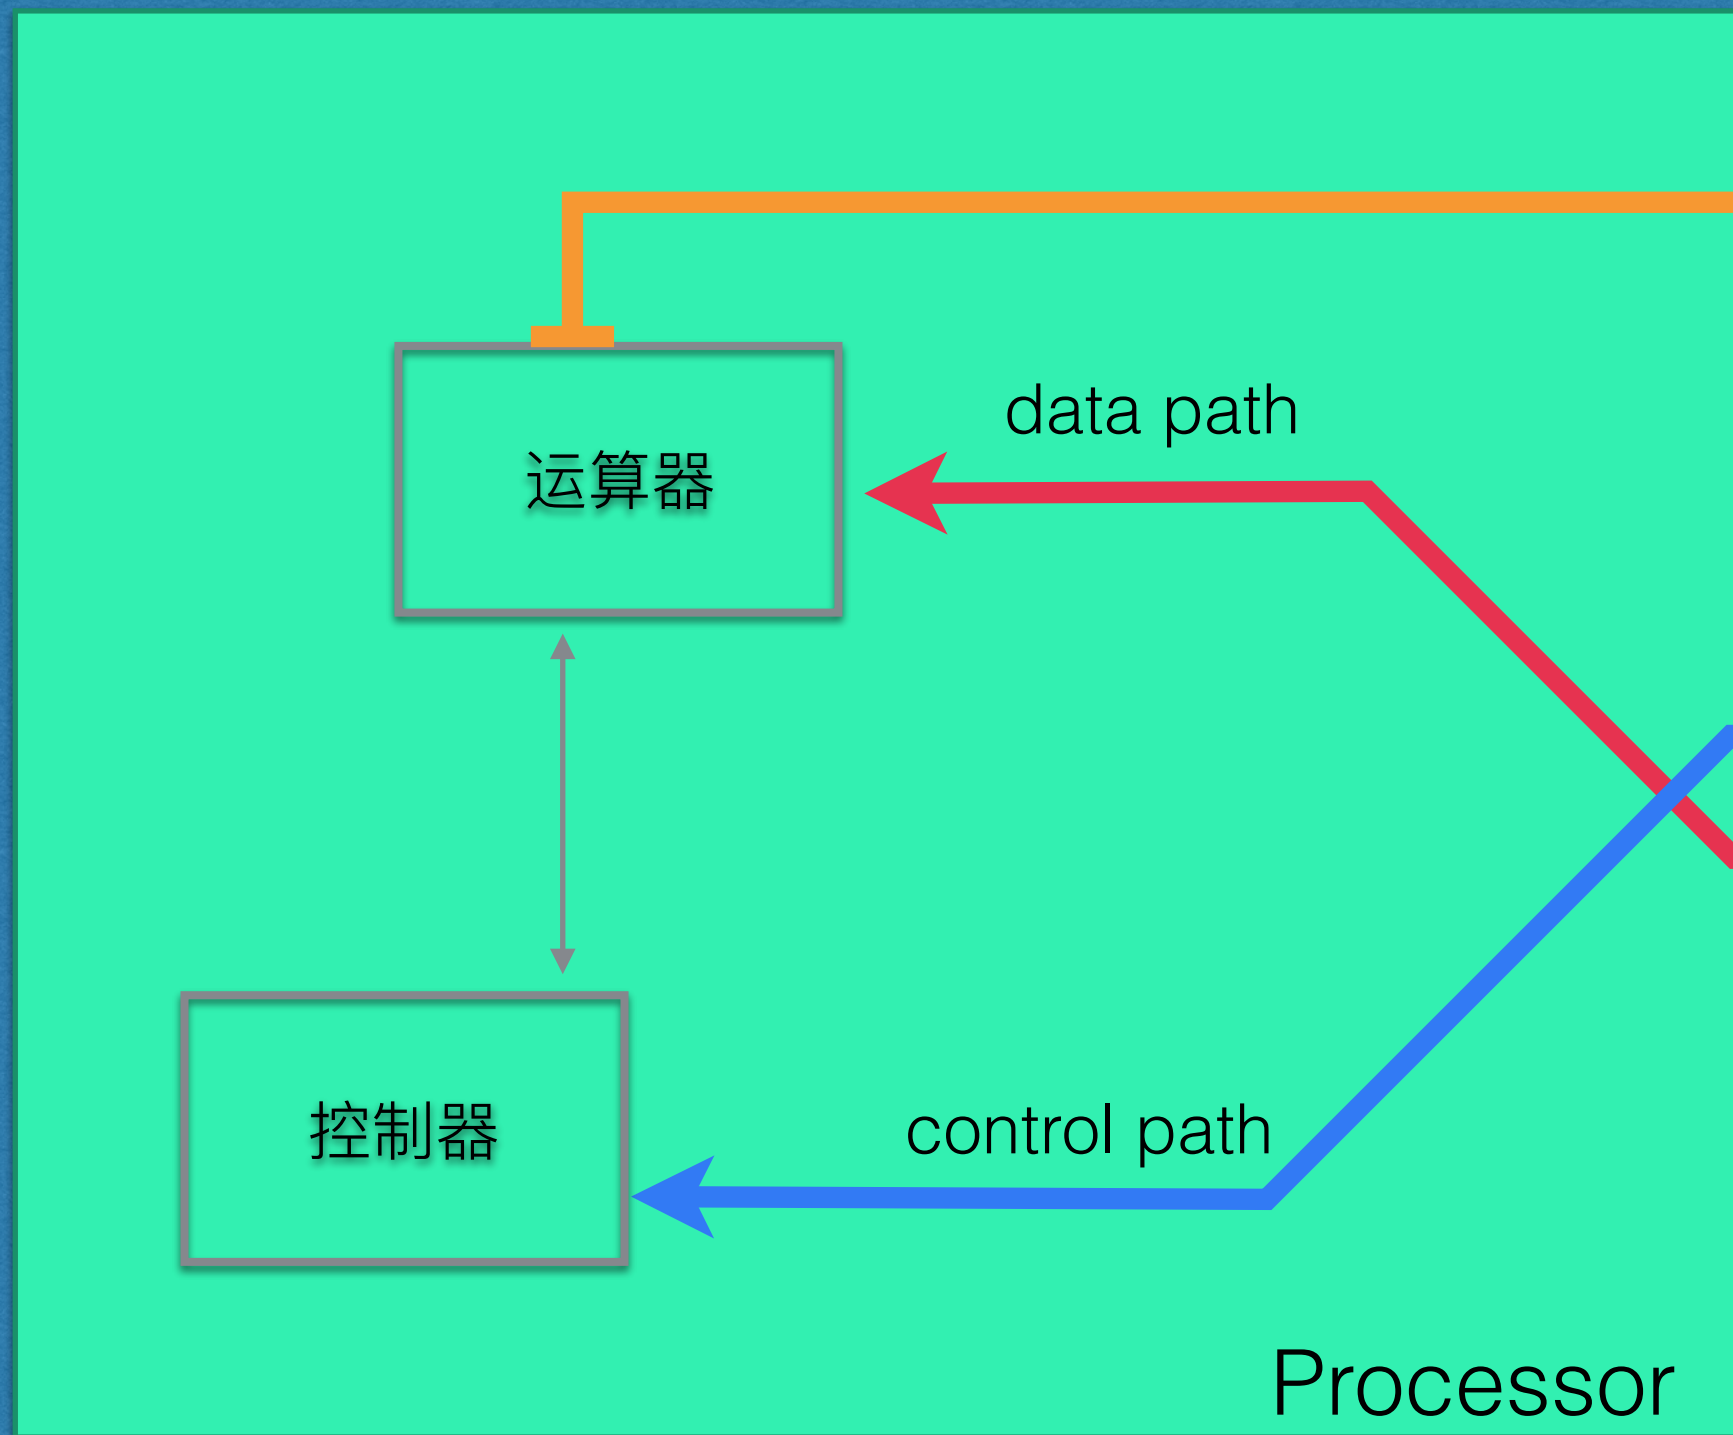 data path
运算器
控制器
control path
Processor